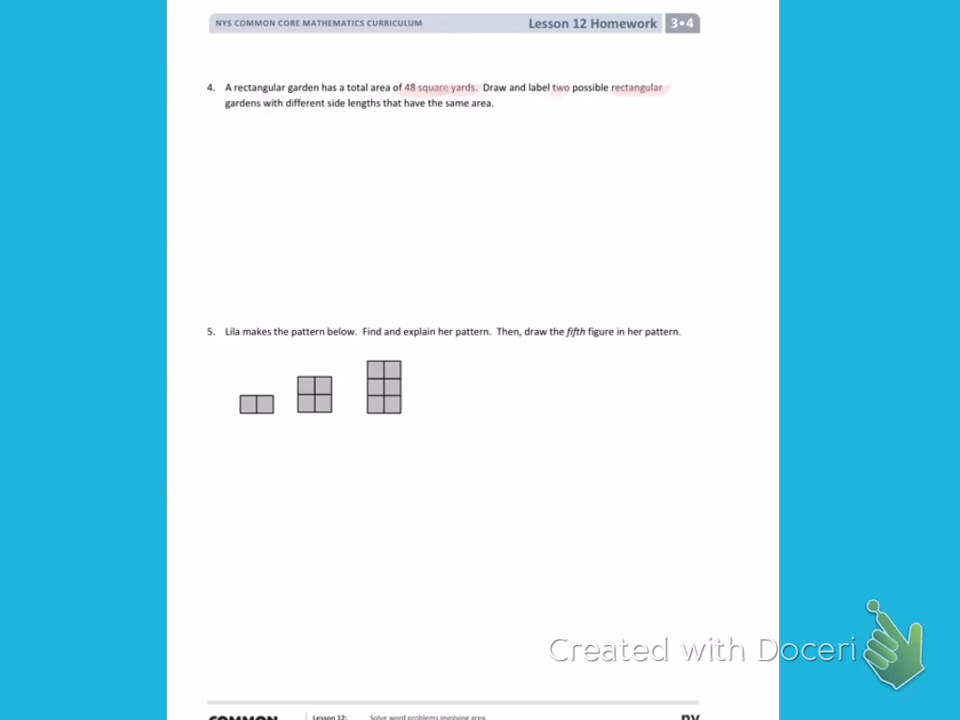 NYS COMMON CORE MATHEMATICS CURRICULUM Lesson 12 Homework 3•4
4. A rectangular garden has a total area of 48 square yards. Draw and label two possible rectangular
gardens with different side lengths that have the same area.
5. Lila makes the pattern below. Find and explain her pattern. Then, draw the fifth figure in her pattern.
Created with Doceri
COMMON Lesson 12: Solve word problems involving area. ny